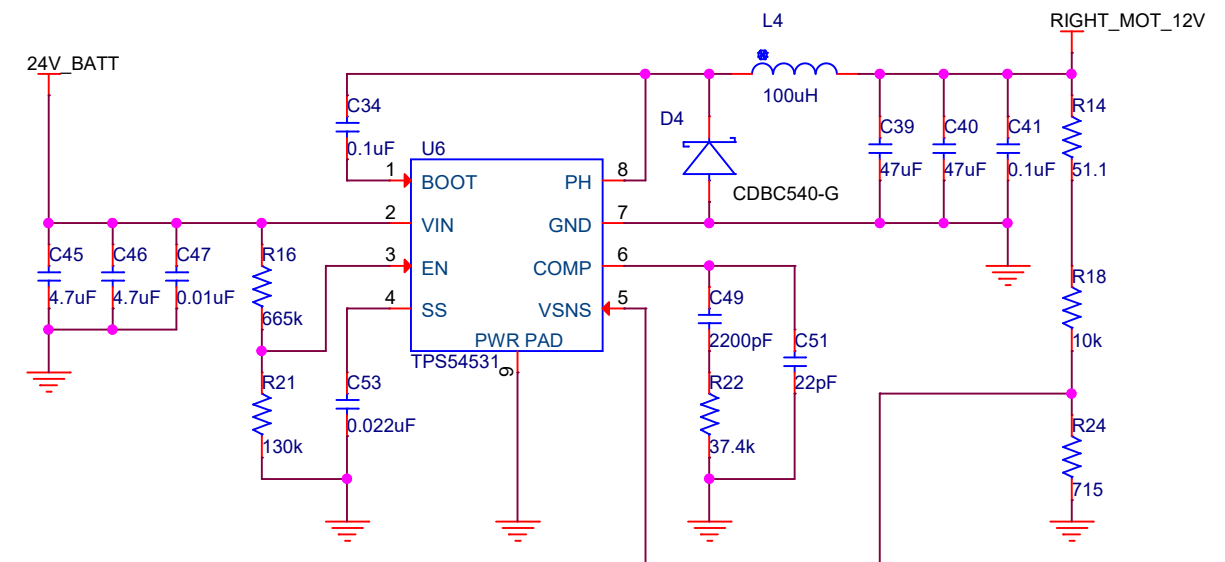 L4
RIGHT_MOT_12V
24V_BATT
100uH
C34
0.1uF
D4
CDBC540-G
C39
47uF
C40
47uF
C41
0.1uF
R14
51.1
U6
1
BOOT
PH
8
2
VIN
GND
7
3
EN
COMP
6
4
SS
VSNS
5
PWR PAD
TPS54531
9
C45
4.7uF
C46
4.7uF
C47
0.01uF
R16
665k
C49
2200pF
C51
22pF
R18
10k
R21
130k
C53
0.022uF
R22
37.4k
R24
715